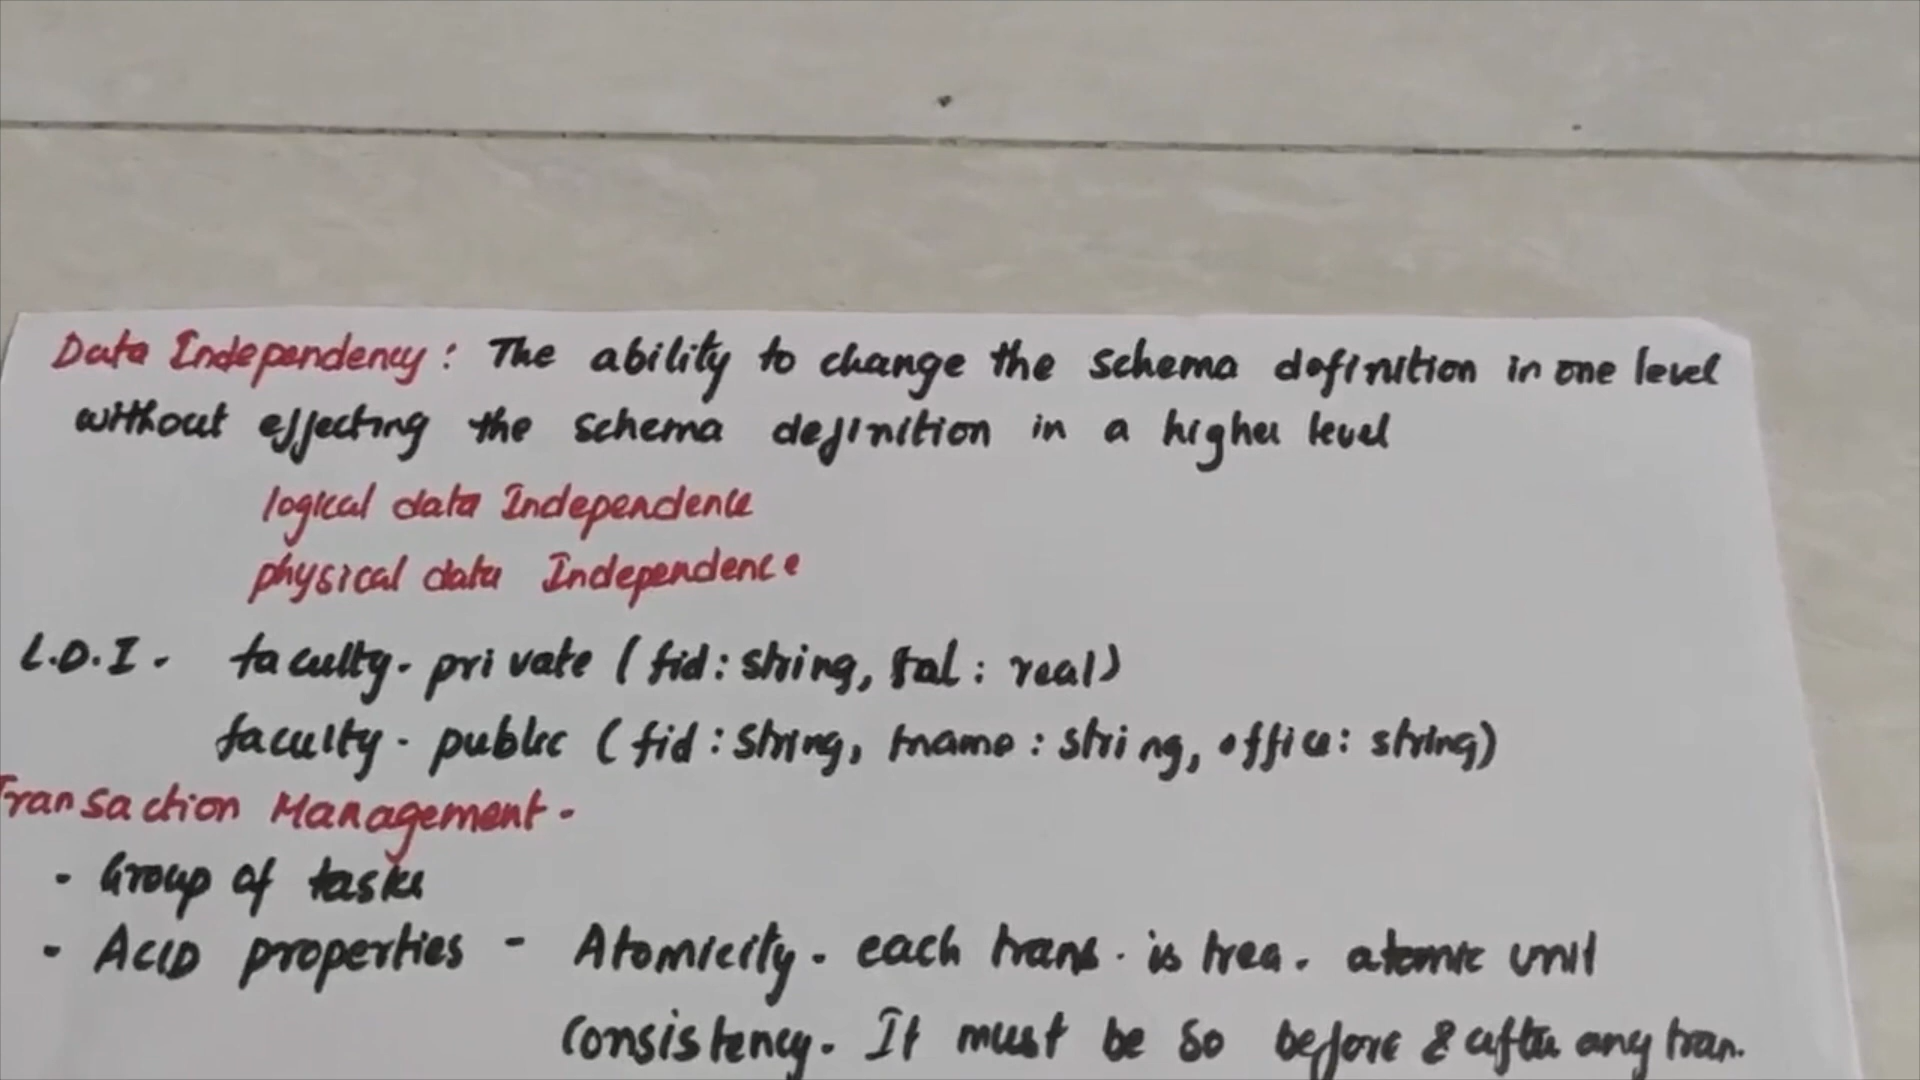 Data Independency: The ability to change the schema definition in one level
without effecting the schema definition in a higher level
logical data Independence
physical data Independence
L.D.I. faculty. private (fid: string, sal: real)
faculty. public (fid: string, fname: string, office: string)
Transaction Management.
- Group of tasks
- ACID properties - Atomicity. each trans. is trea. atomic unit
Consistency. It must be so before & after any tran.